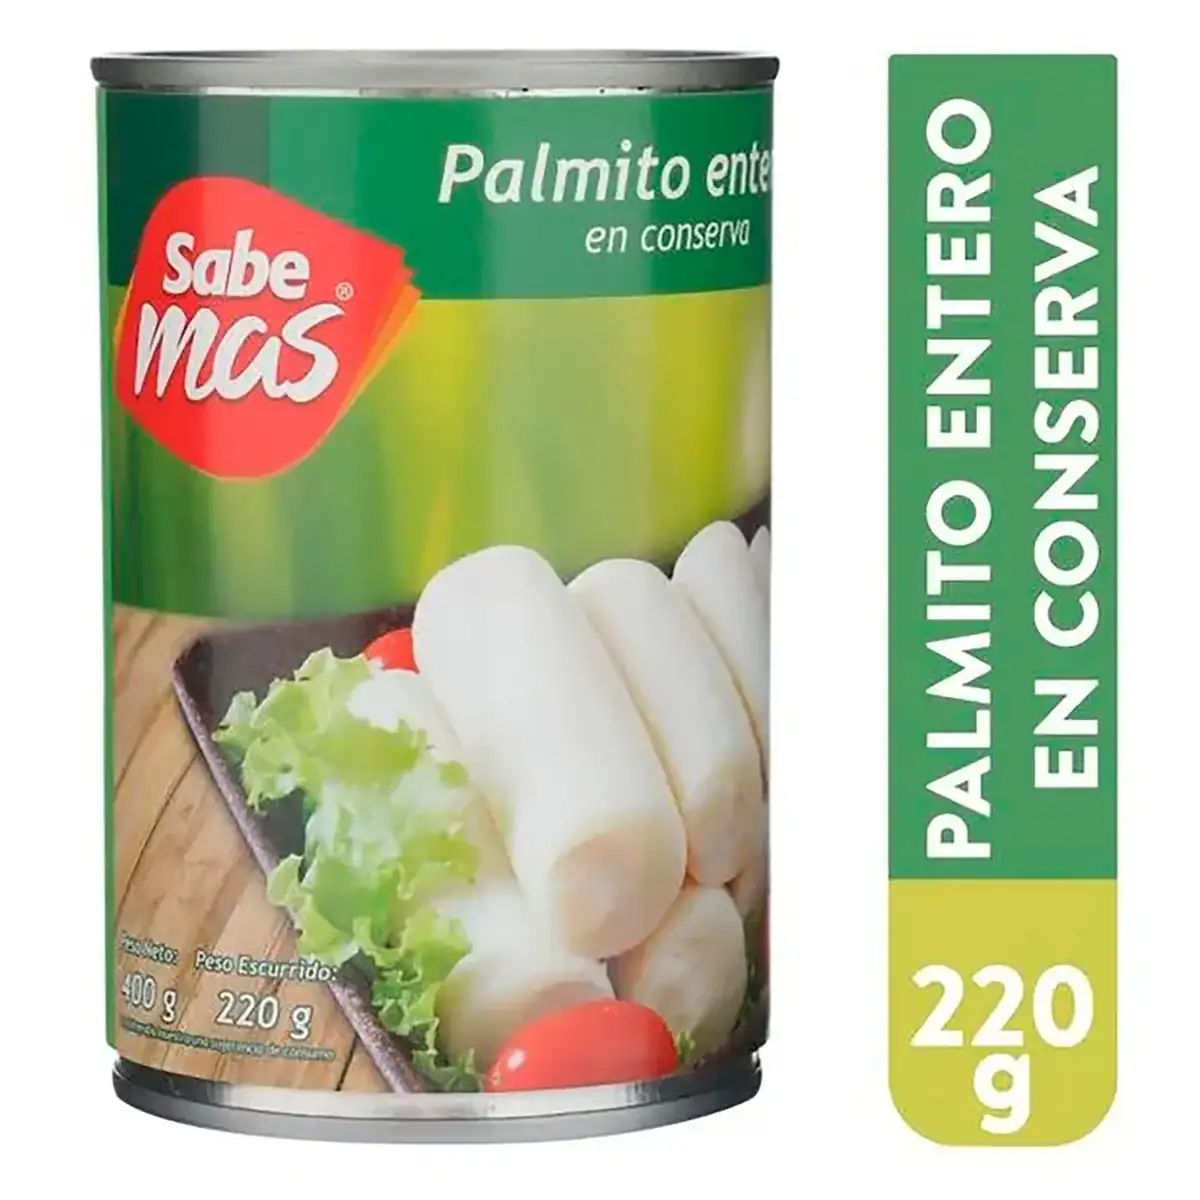 Palmito ente
en conserva
Sabe
mas®
Peso Neto: Peso Escurrido:
400 g 220 g
PALMITO ENTERO
EN CONSERVA
220
g